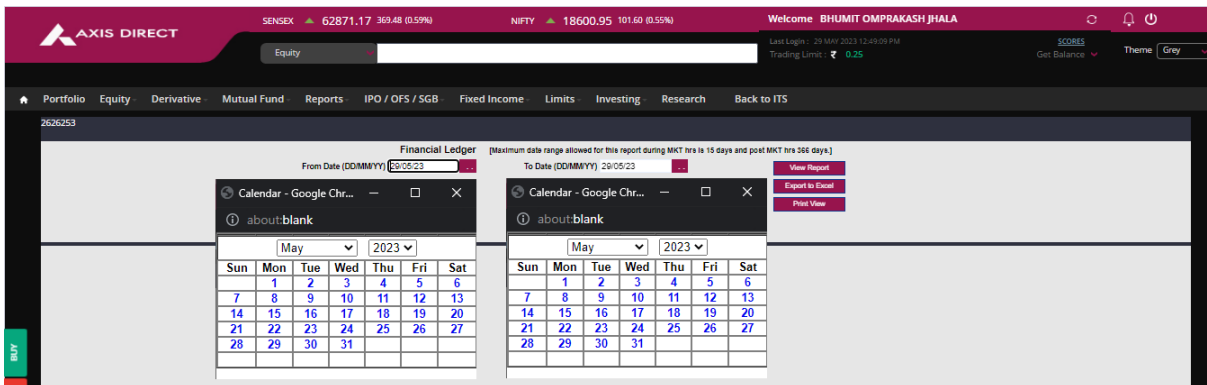 SENSEX 62871.17 369.48 (0.59%) NIFTY 18600.95 101.60 (0.55%) Welcome BHUMIT OMPRAKASH JHALA
AXIS DIRECT
Equity
Last Login : 29 MAY 2023 12:49:09 PM SCORES
Trading Limit : ₹ 0.25 Get Balance Theme Grey
Portfolio Equity Derivative Mutual Fund Reports IPO / OFS / SGB Fixed Income Limits Investing Research Back to ITS
2626253
Financial Ledger [Maximum date range allowed for this report during MKT hrs is 15 days and post MKT hrs 366 days.]
From Date (DD/MM/YY) 29/05/23 .. To Date (DD/MM/YY) 29/05/23 .. View Report
Export to Excel
Print View
Calendar - Google Chr...
about:blank
May 2023
Sun Mon Tue Wed Thu Fri Sat
1 2 3 4 5 6
7 8 9 10 11 12 13
14 15 16 17 18 19 20
21 22 23 24 25 26 27
28 29 30 31
Calendar - Google Chr...
about:blank
May 2023
Sun Mon Tue Wed Thu Fri Sat
1 2 3 4 5 6
7 8 9 10 11 12 13
14 15 16 17 18 19 20
21 22 23 24 25 26 27
28 29 30 31
BUY